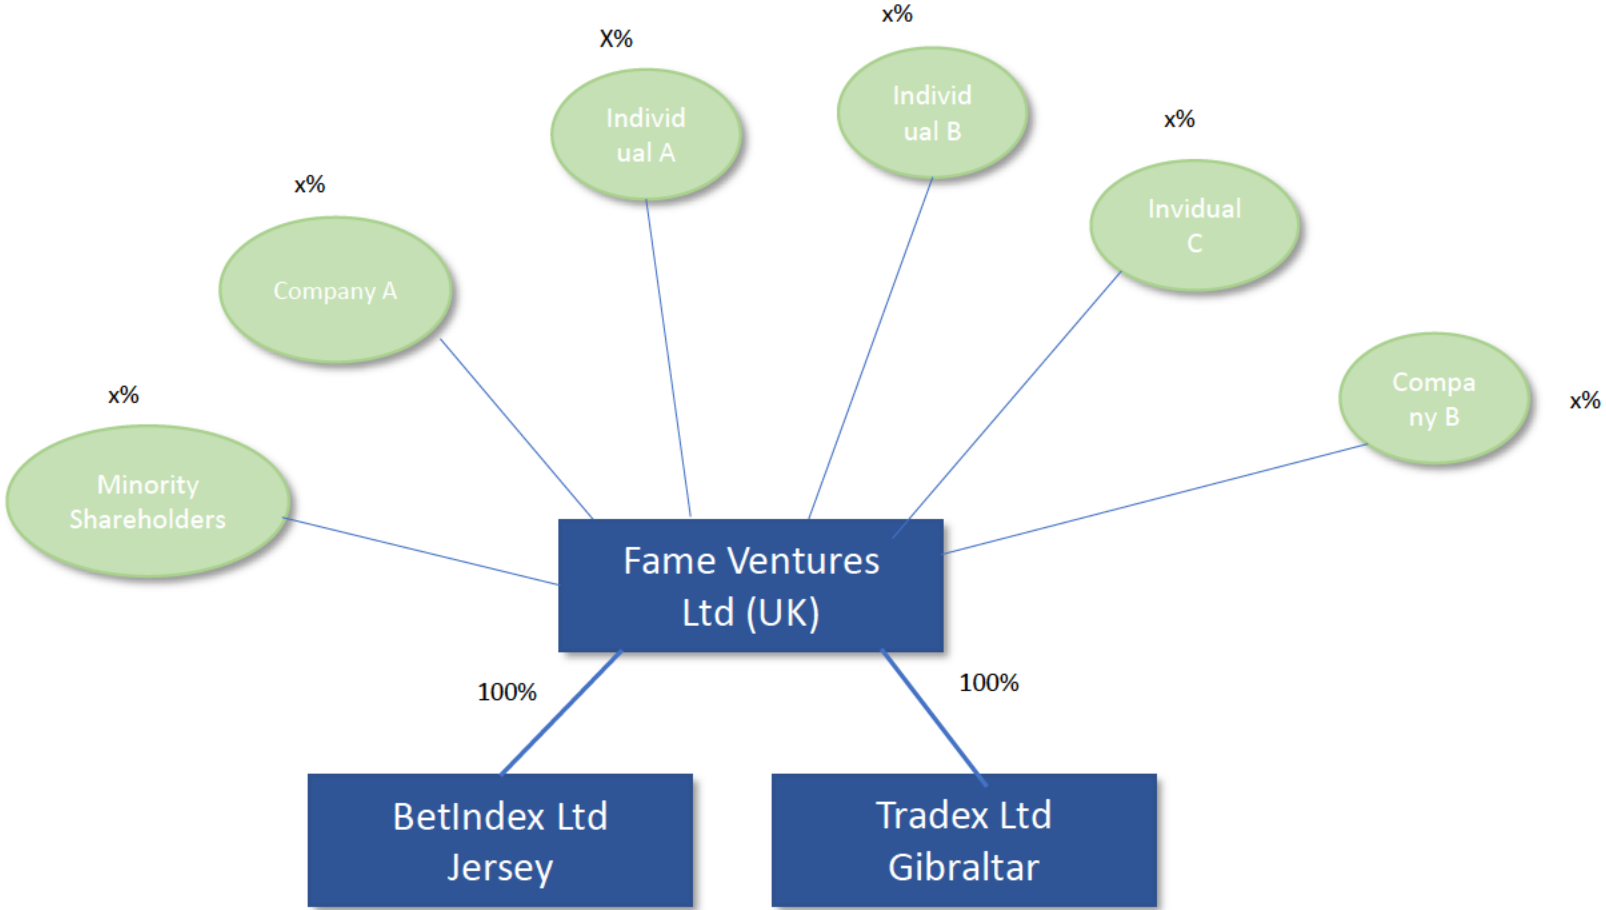 x%
X%
Individ
ual B
Individ
ual A
x%
x%
Invidual
C
Company A
x%
Compa
ny B
x%
Minority
Shareholders
Fame Ventures
Ltd (UK)
100%
100%
BetIndex Ltd
Jersey
Tradex Ltd
Gibraltar